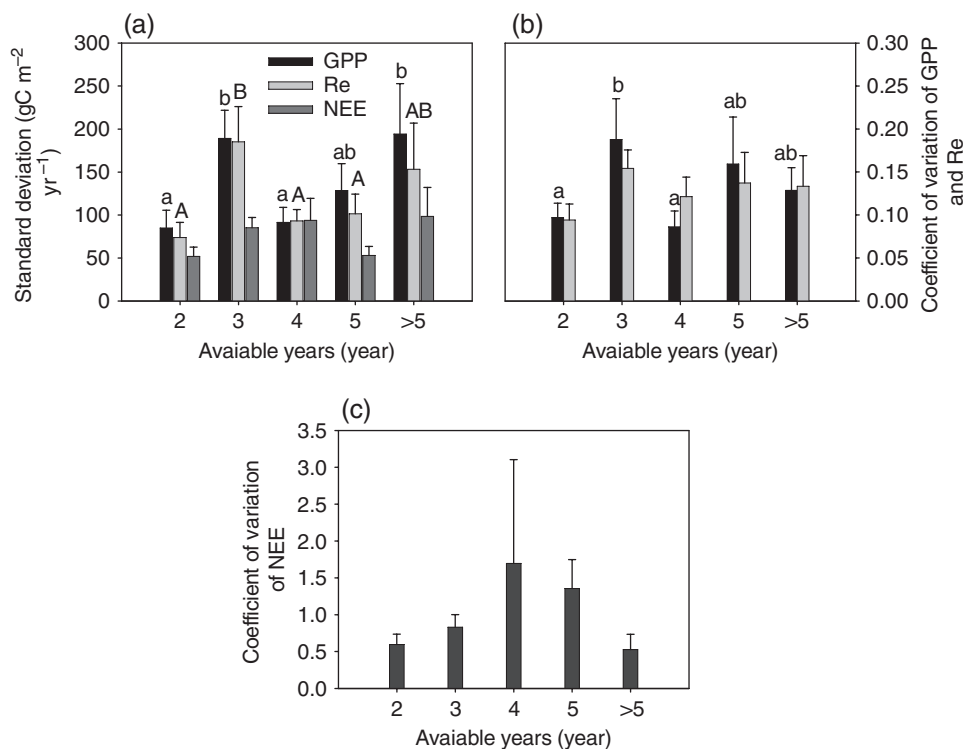 (a)
300
250
200
150
100
50
0
Standard deviation (gC m⁻²
yr⁻¹)
GPP
Re
NEE
a
A
b
B
a
A
ab
A
b
AB
2
3
4
5
>5
Avaiable years (year)
(b)
a
b
a
ab
ab
0.30
0.25
0.20
0.15
0.10
0.05
0.00
Coefficient of variation of GPP
and Re
2
3
4
5
>5
Avaiable years (year)
(c)
3.5
3.0
2.5
2.0
1.5
1.0
0.5
0.0
Coefficient of variation
of NEE
2
3
4
5
>5
Avaiable years (year)